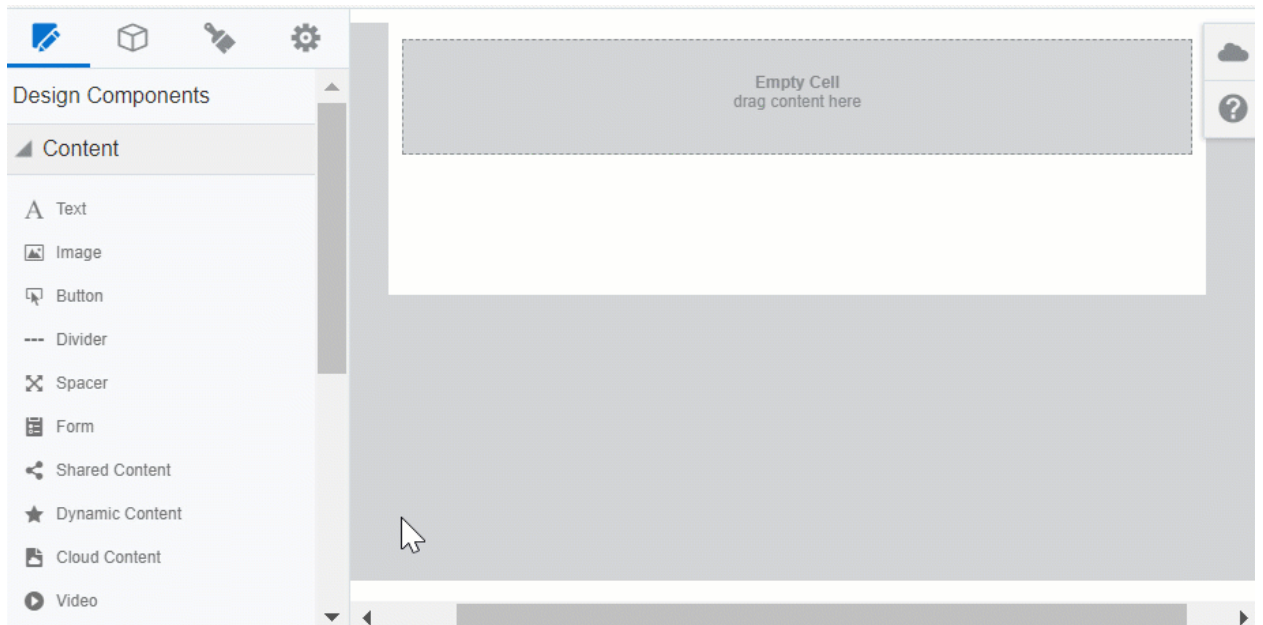 Design Components
Content
Text
Image
Button
Divider
Spacer
Form
Shared Content
Dynamic Content
Cloud Content
Video
Empty Cell
drag content here